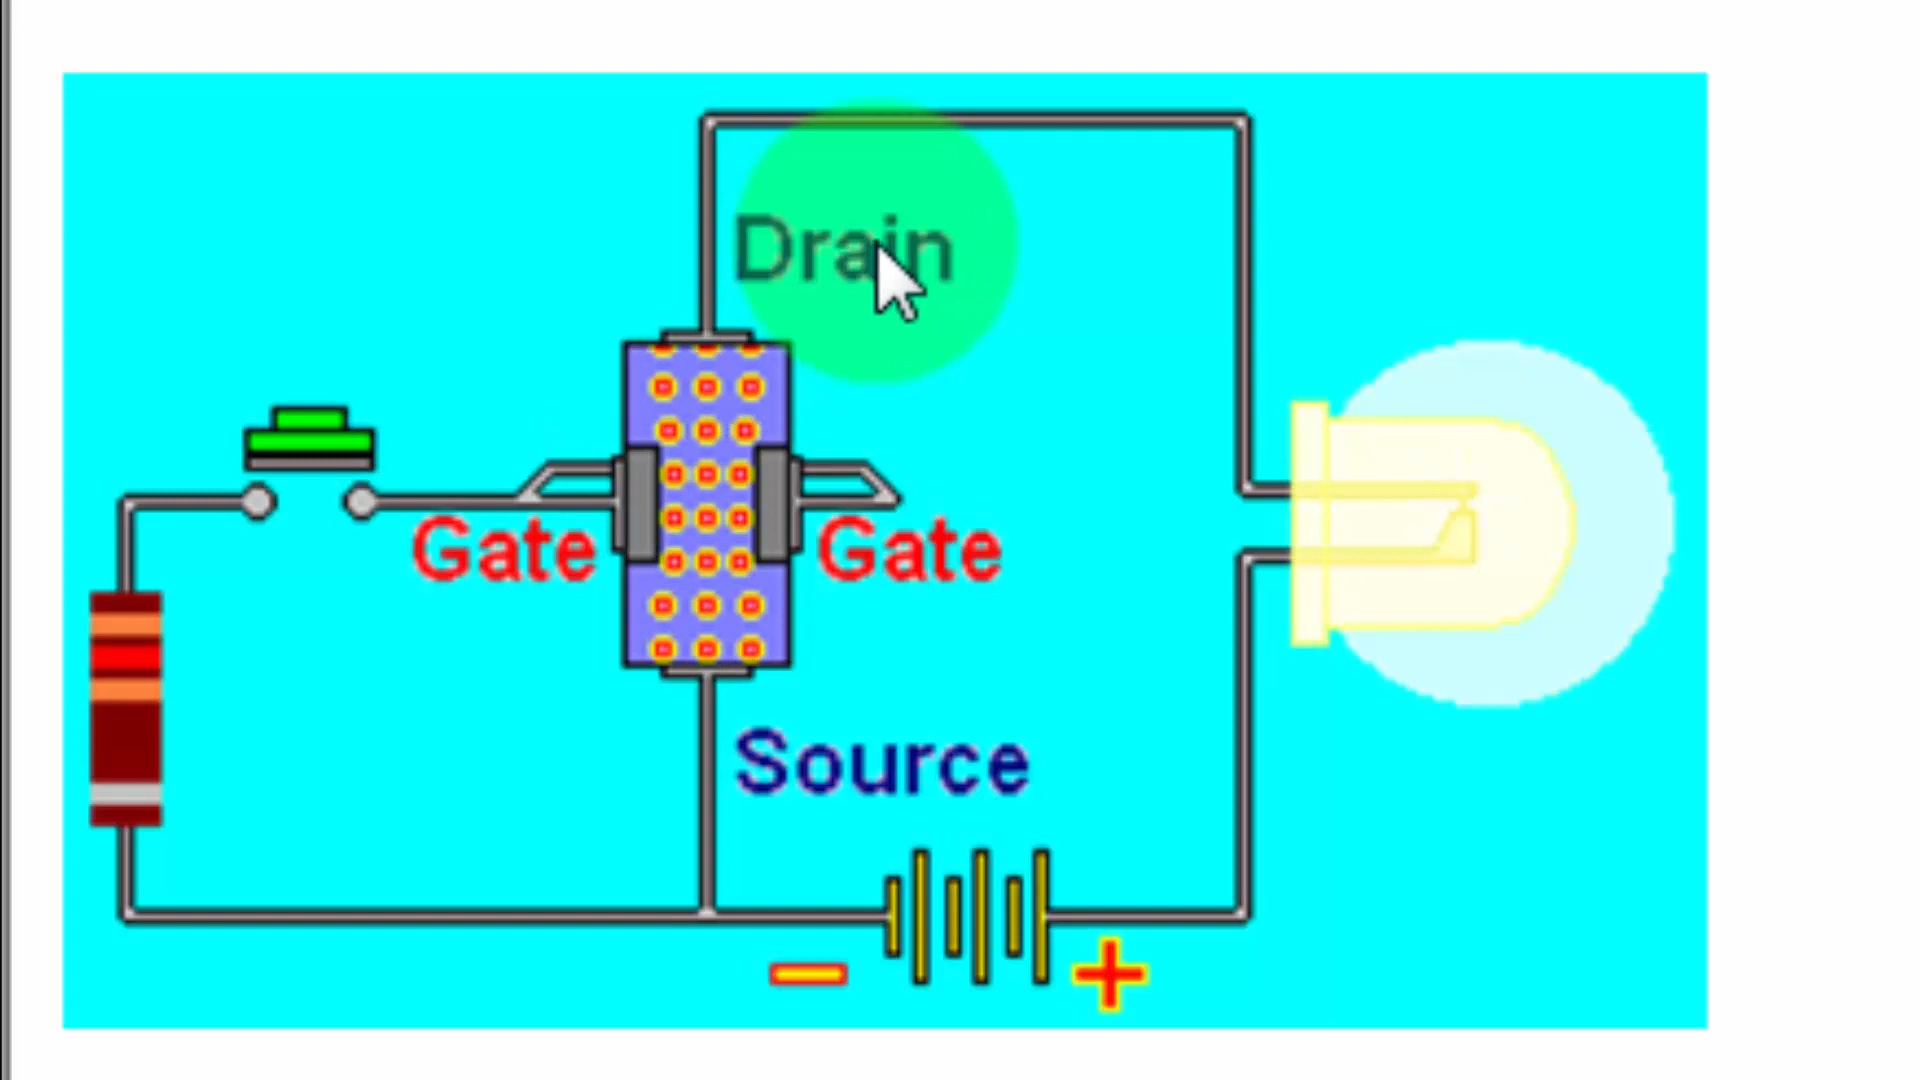 Drain
Gate Gate
Source
− +